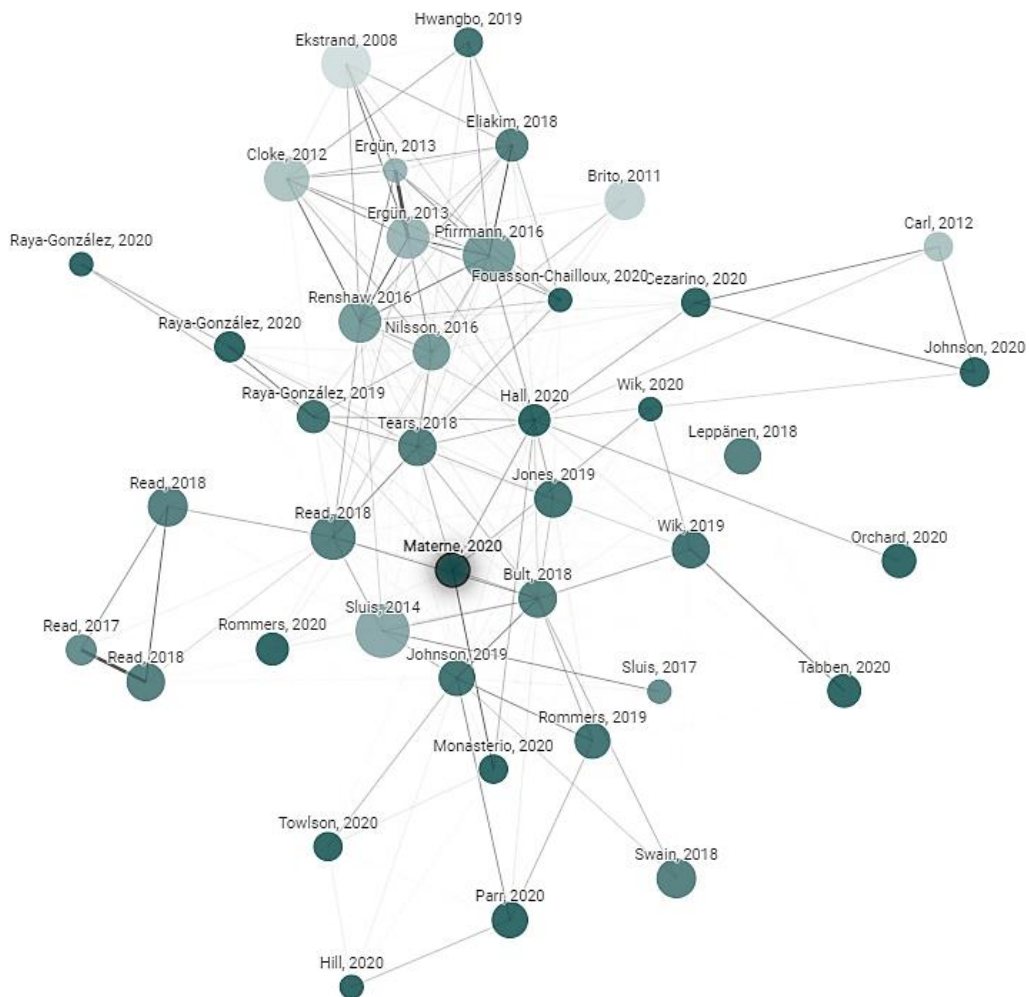 Hwangbo, 2019
Ekstrand, 2008
Eliakim, 2018
Ergün, 2013
Cloke, 2012
Brito, 2011
Ergün, 2013
Carl, 2012
Pfirrmann, 2016
Raya-González, 2020
Fouasson-Chailloux, 2020
Cezarino, 2020
Renshaw, 2016
Raya-González, 2020
Nilsson, 2016
Johnson, 2020
Wik, 2020
Raya-González, 2019
Hall, 2020
Tears, 2018
Leppänen, 2018
Jones, 2019
Read, 2018
Read, 2018
Wik, 2019
Orchard, 2020
Materne, 2020
Bult, 2018
Sluis, 2014
Read, 2017
Rommers, 2020
Read, 2018
Johnson, 2019
Sluis, 2017
Tabben, 2020
Rommers, 2019
Monasterio, 2020
Towlson, 2020
Swain, 2018
Parr, 2020
Hill, 2020